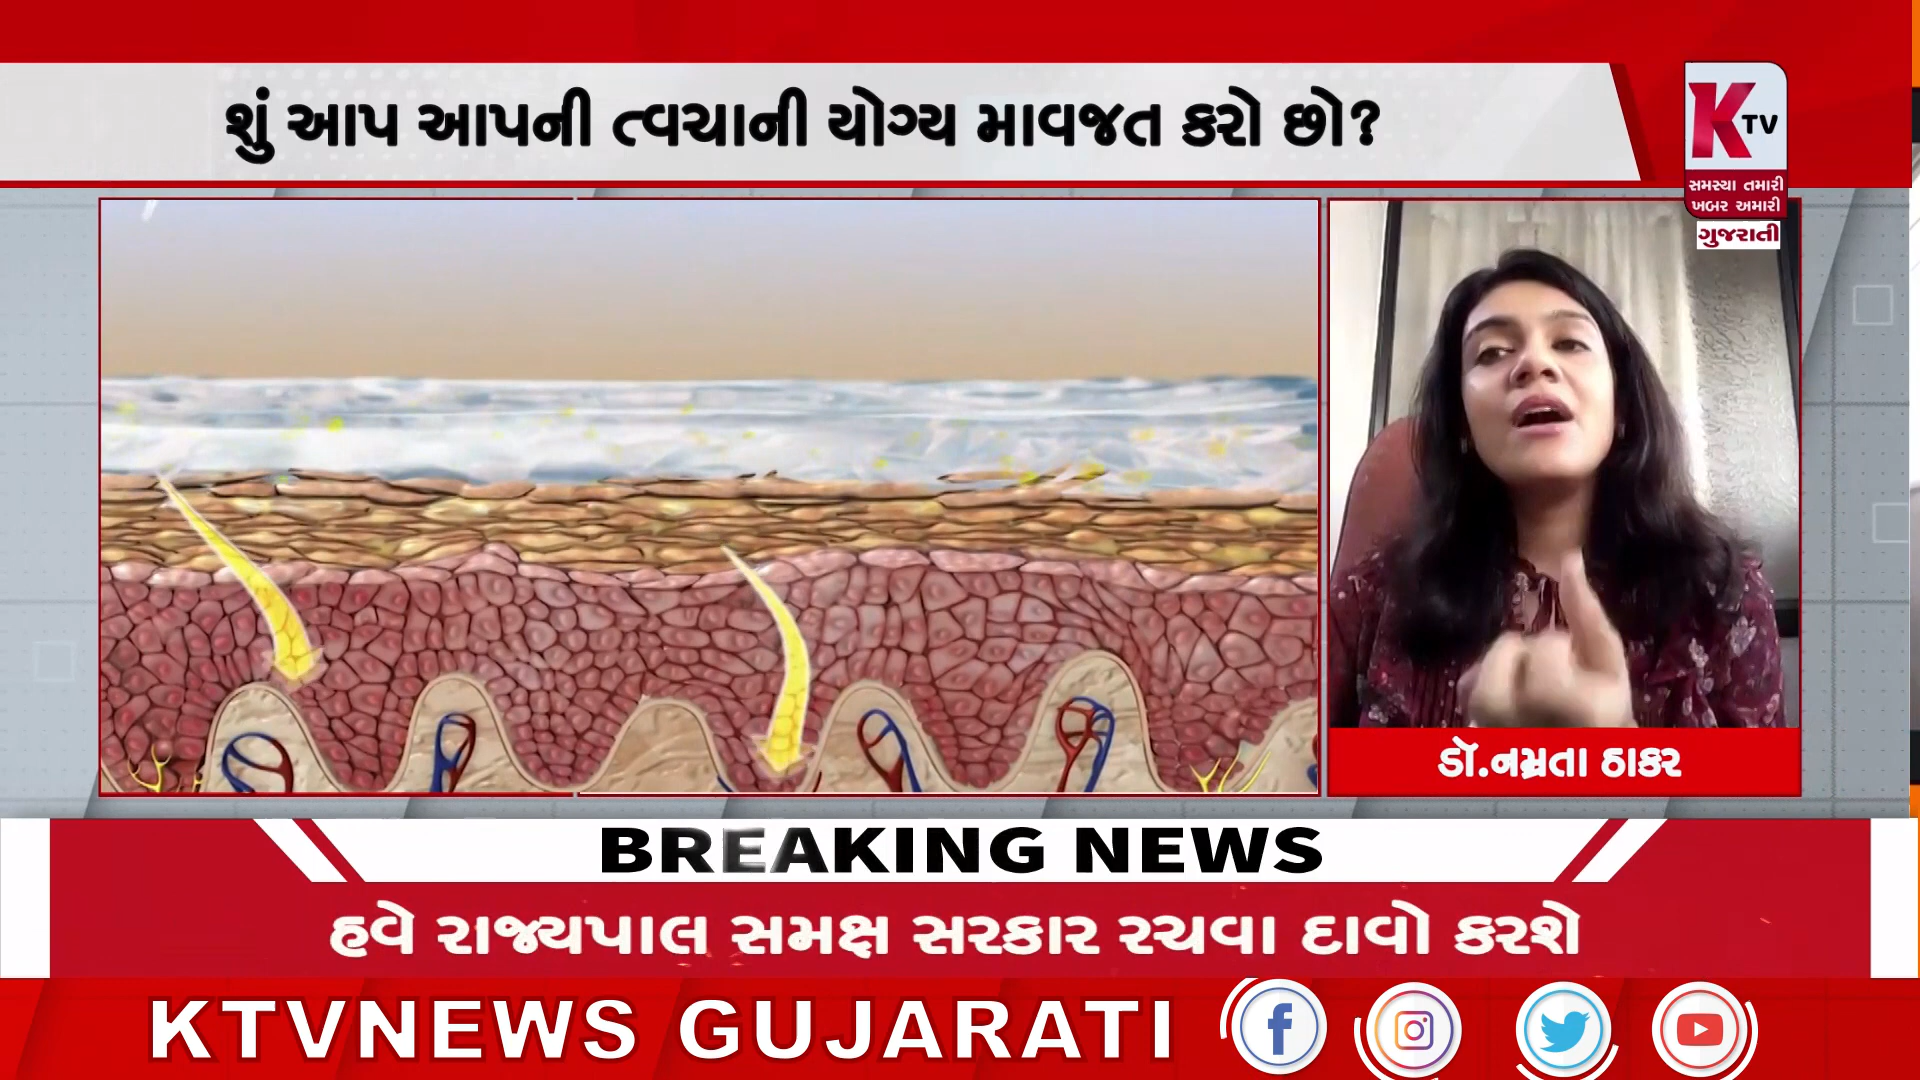 શું આપ આપની ત્વચાની યોગ્ય માવજત કરો છો?
K TV
સમસ્યા તમારી
ખબર અમારી
ગુજરાતી
ડૉ.નમ્રતા ઠાકર
BREAKING NEWS
હવે રાજ્યપાલ સમક્ષ સરકાર રચવા દાવો કરશે
KTVNEWS GUJARATI